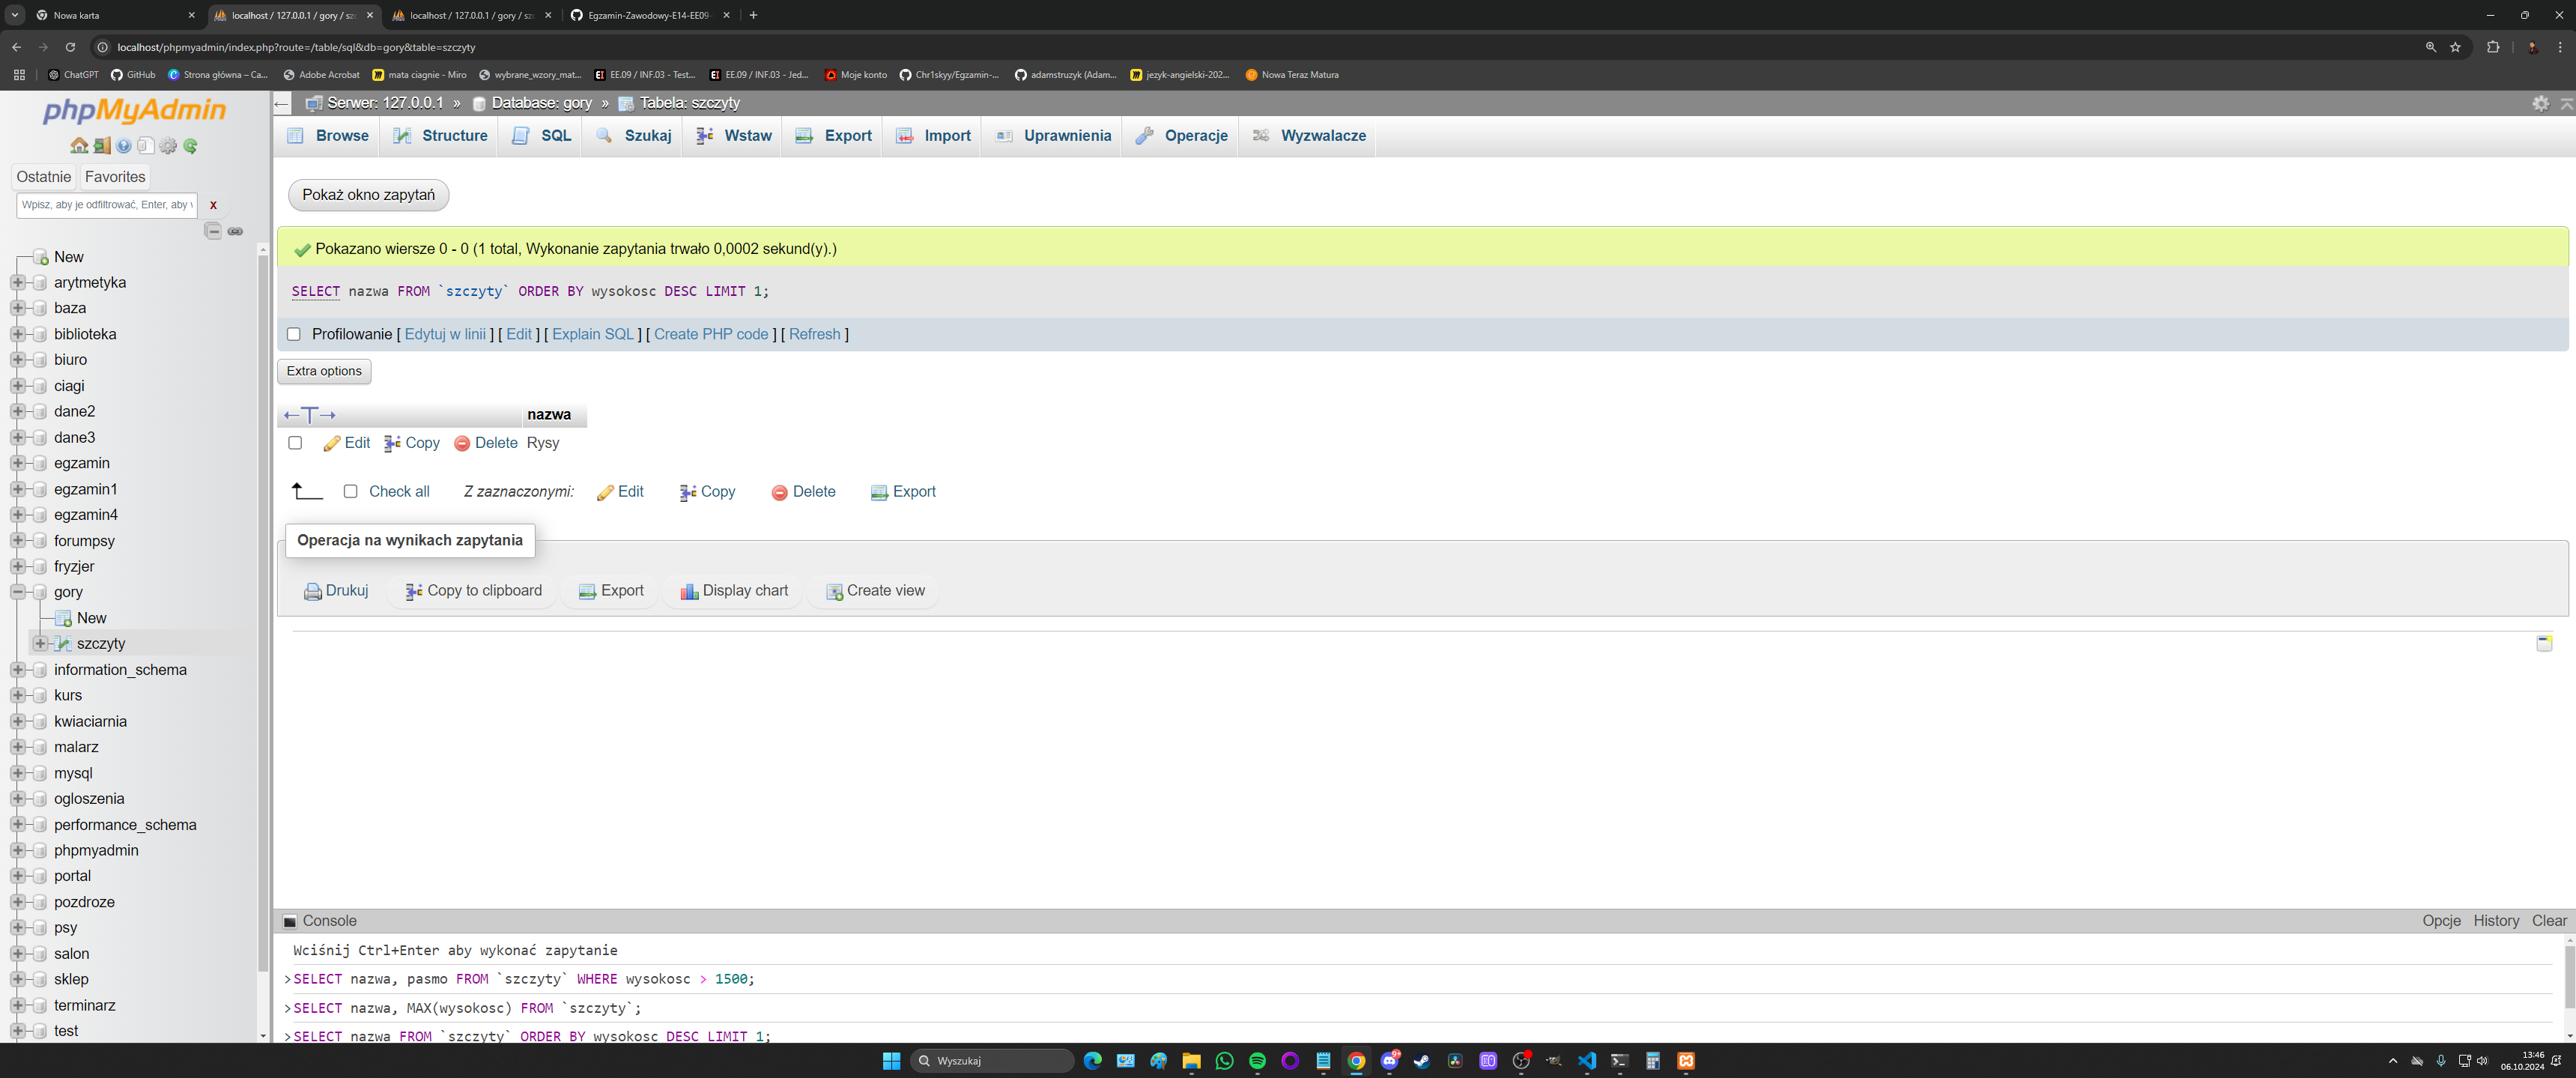 Nowa karta
localhost / 127.0.0.1 / gory / szc
localhost / 127.0.0.1 / gory / szc
Egzamin-Zawodowy-E14-EE09-
localhost/phpmyadmin/index.php?route=/table/sql&db=gory&table=szczyty
ChatGPT
GitHub
Strona główna – Ca...
Adobe Acrobat
mata ciagnie - Miro
wybrane_wzory_mat...
EE.09 / INF.03 - Test...
EE.09 / INF.03 - Jed...
Moje konto
Chr1skyy/Egzamin-...
adamstruzyk (Adam...
jezyk-angielski-202...
Nowa Teraz Matura
phpMyAdmin
Ostatnie
Favorites
Wpisz, aby je odfiltrować, Enter, aby w
X
New
arytmetyka
baza
biblioteka
biuro
ciagi
dane2
dane3
egzamin
egzamin1
egzamin4
forumpsy
fryzjer
gory
New
szczyty
information_schema
kurs
kwiaciarnia
malarz
mysql
ogloszenia
performance_schema
phpmyadmin
portal
pozdroze
psy
salon
sklep
terminarz
test
Serwer: 127.0.0.1 » Database: gory » Tabela: szczyty
Browse
Structure
SQL
Szukaj
Wstaw
Export
Import
Uprawnienia
Operacje
Wyzwalacze
Pokaż okno zapytań
Pokazano wiersze 0 - 0 (1 total, Wykonanie zapytania trwało 0,0002 sekund(y).)
SELECT nazwa FROM `szczyty` ORDER BY wysokosc DESC LIMIT 1;
Profilowanie [ Edytuj w linii ] [ Edit ] [ Explain SQL ] [ Create PHP code ] [ Refresh ]
Extra options
←T→ nazwa
Edit Copy Delete Rysy
Check all Z zaznaczonymi: Edit Copy Delete Export
Operacja na wynikach zapytania
Drukuj Copy to clipboard Export Display chart Create view
Console Opcje History Clear
Wciśnij Ctrl+Enter aby wykonać zapytanie
>SELECT nazwa, pasmo FROM `szczyty` WHERE wysokosc > 1500;
>SELECT nazwa, MAX(wysokosc) FROM `szczyty`;
>SELECT nazwa FROM `szczyty` ORDER BY wysokosc DESC LIMIT 1;
Wyszukaj
9+
13:46
06.10.2024